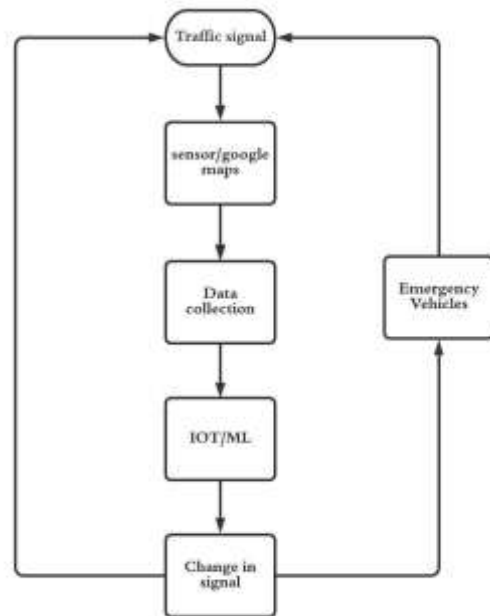 Traffic signal
sensor/google
maps
Data
collection
Emergency
Vehicles
IOT/ML
Change in
signal